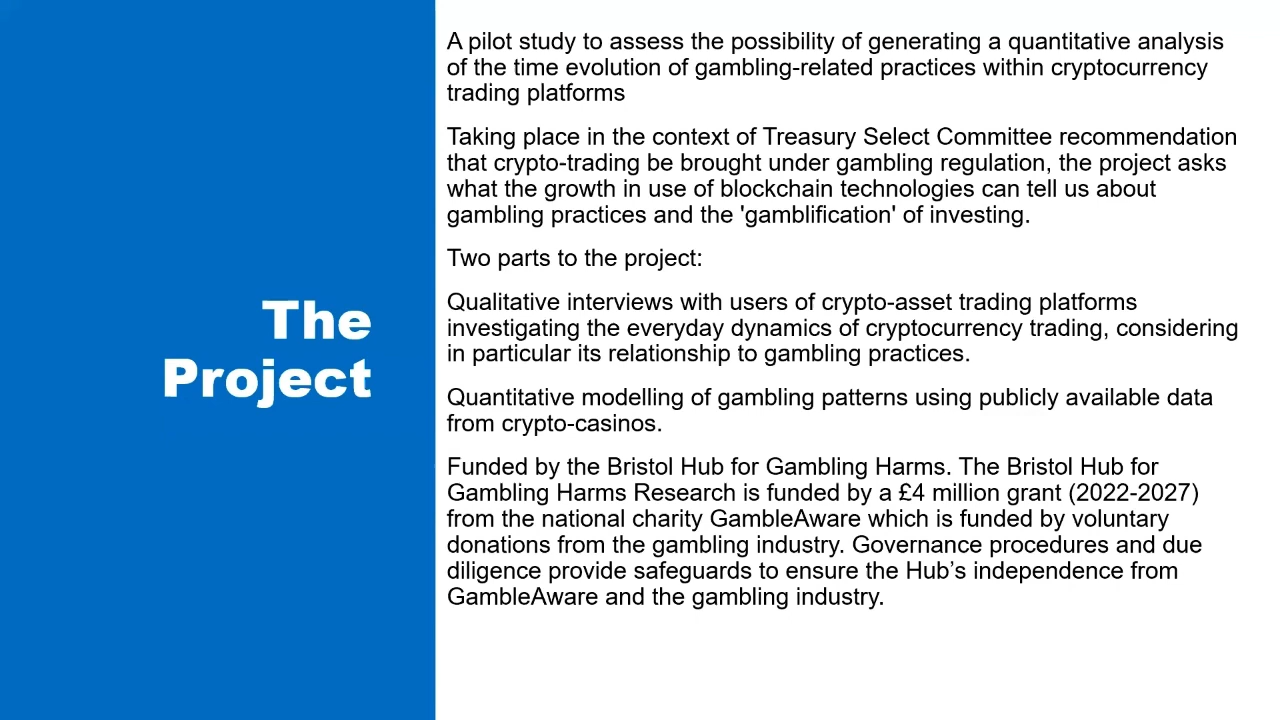 The
Project
A pilot study to assess the possibility of generating a quantitative analysis
of the time evolution of gambling-related practices within cryptocurrency
trading platforms
Taking place in the context of Treasury Select Committee recommendation
that crypto-trading be brought under gambling regulation, the project asks
what the growth in use of blockchain technologies can tell us about
gambling practices and the 'gamblification' of investing.
Two parts to the project:
Qualitative interviews with users of crypto-asset trading platforms
investigating the everyday dynamics of cryptocurrency trading, considering
in particular its relationship to gambling practices.
Quantitative modelling of gambling patterns using publicly available data
from crypto-casinos.
Funded by the Bristol Hub for Gambling Harms. The Bristol Hub for
Gambling Harms Research is funded by a £4 million grant (2022-2027)
from the national charity GambleAware which is funded by voluntary
donations from the gambling industry. Governance procedures and due
diligence provide safeguards to ensure the Hub’s independence from
GambleAware and the gambling industry.